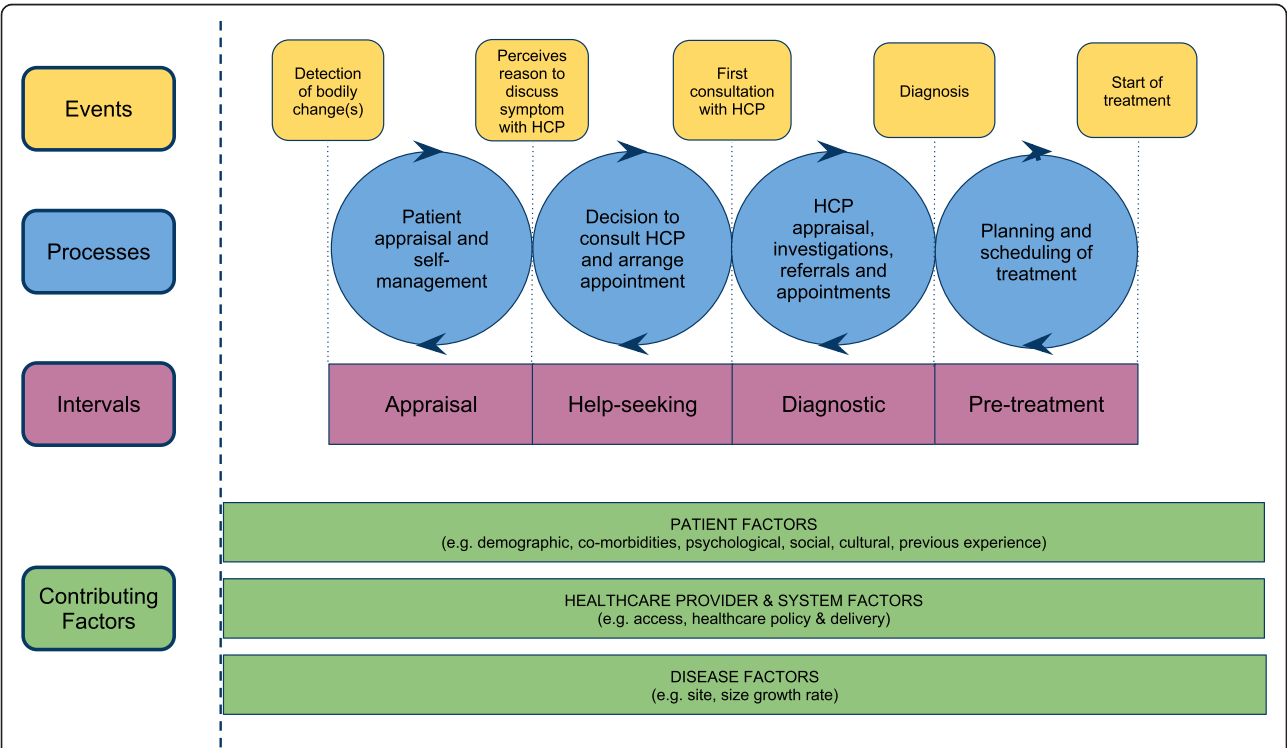 Events
Detection
of bodily
change(s)
Perceives
reason to
discuss
symptom
with HCP
First
consultation
with HCP
Diagnosis
Start of
treatment
Processes
Patient
appraisal and
self-
management
Decision to
consult HCP
and arrange
appointment
HCP
appraisal,
investigations,
referrals and
appointments
Planning and
scheduling of
treatment
Intervals
Appraisal
Help-seeking
Diagnostic
Pre-treatment
Contributing
Factors
PATIENT FACTORS
(e.g. demographic, co-morbidities, psychological, social, cultural, previous experience)
HEALTHCARE PROVIDER & SYSTEM FACTORS
(e.g. access, healthcare policy & delivery)
DISEASE FACTORS
(e.g. site, size growth rate)